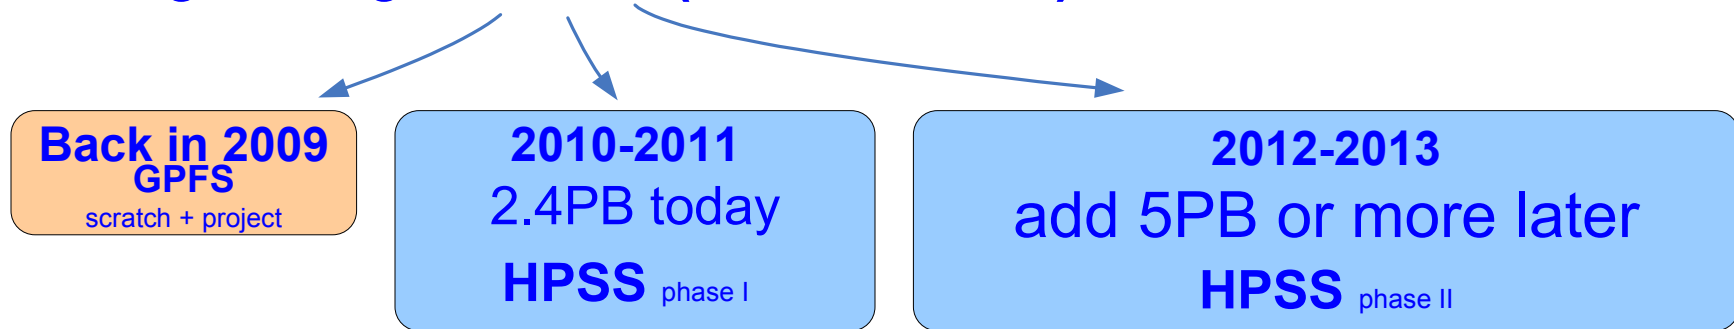 Back in 2009
GPFS
scratch + project
2010-2011
2.4PB today
HPSS phase I
2012-2013
add 5PB or more later
HPSS phase II